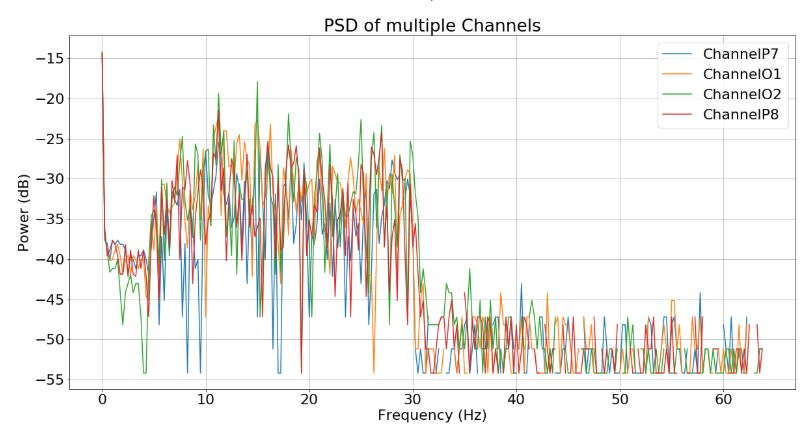 PSD of multiple Channels
ChannelP7
ChannelO1
ChannelO2
ChannelP8
Power (dB)
−15
−20
−25
−30
−35
−40
−45
−50
−55
0 10 20 30 40 50 60
Frequency (Hz)